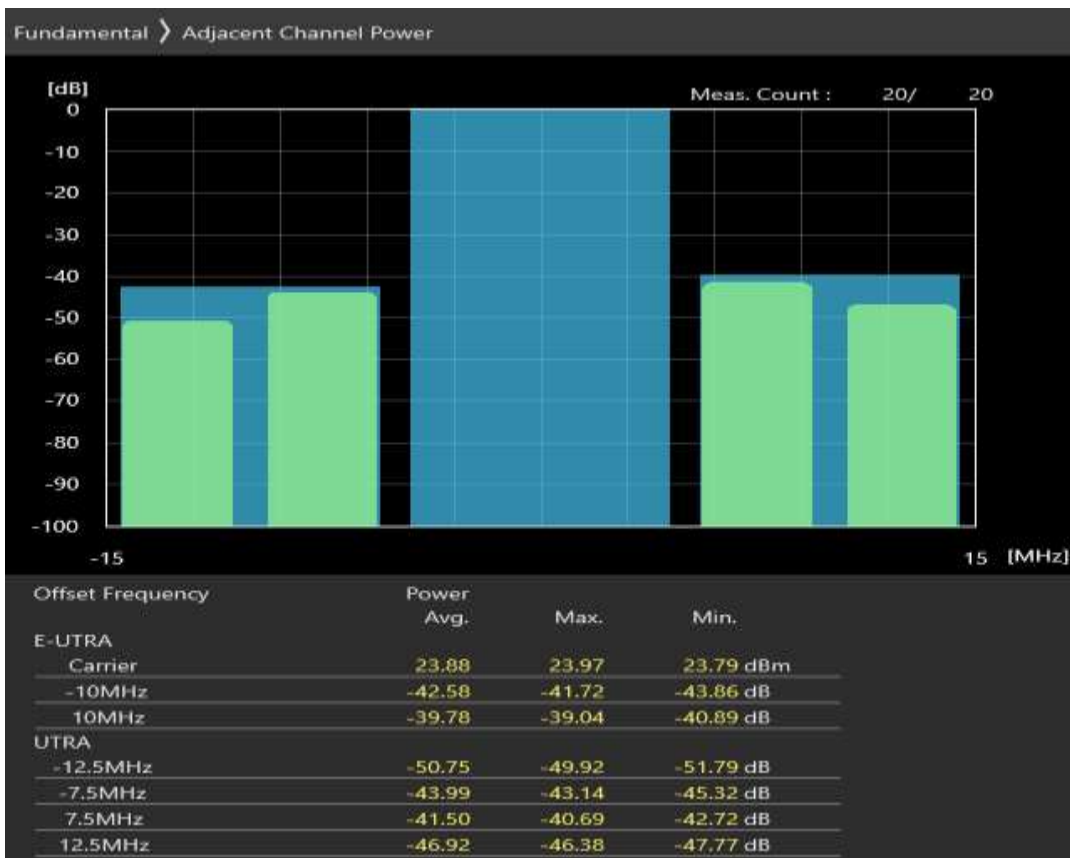 Fundamental ❯ Adjacent Channel Power
[dB]
Meas. Count : 20/ 20
0
-10
-20
-30
-40
-50
-60
-70
-80
-90
-100
-15 15 [MHz]
Offset Frequency Power
Avg. Max. Min.
E-UTRA
Carrier 23.88 23.97 23.79 dBm
-10MHz -42.58 -41.72 -43.86 dB
10MHz -39.78 -39.04 -40.89 dB
UTRA
-12.5MHz -50.75 -49.92 -51.79 dB
-7.5MHz -43.99 -43.14 -45.32 dB
7.5MHz -41.50 -40.69 -42.72 dB
12.5MHz -46.92 -46.38 -47.77 dB